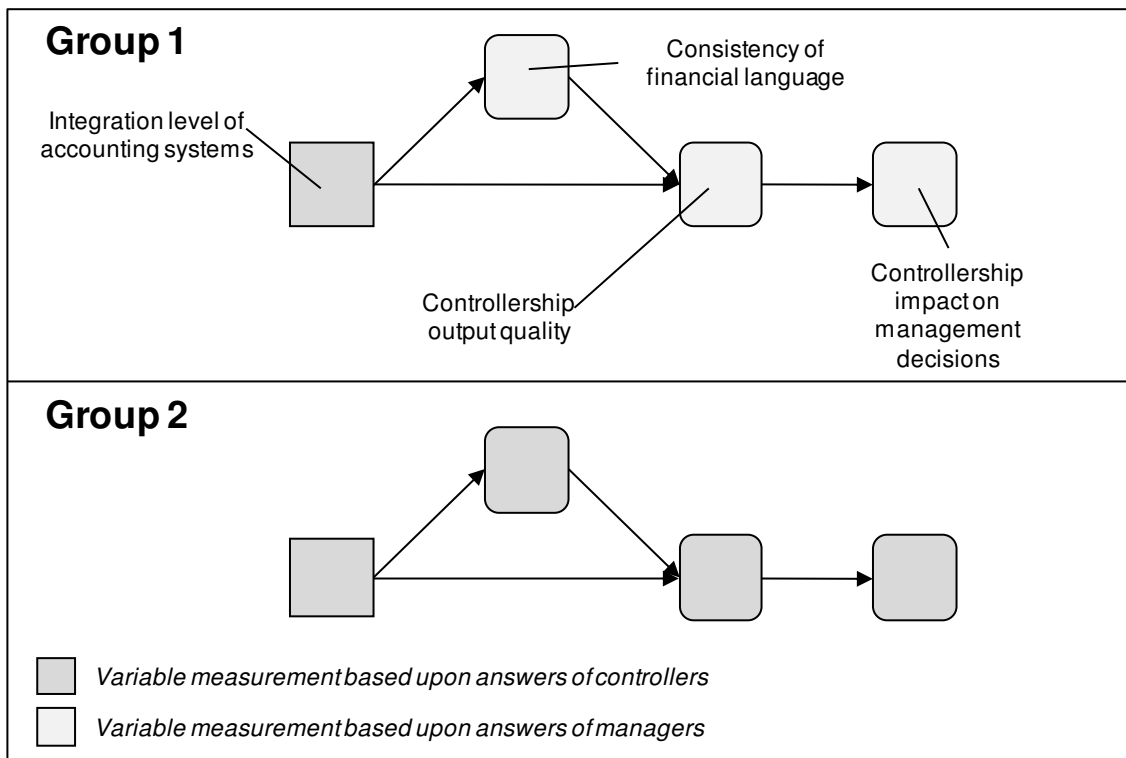 Group 1
Consistency of
financial language
Integration level of
accounting systems
Controllership
output quality
Controllership
impact on
management
decisions
Group 2
Variable measurement based upon answers of controllers
Variable measurement based upon answers of managers